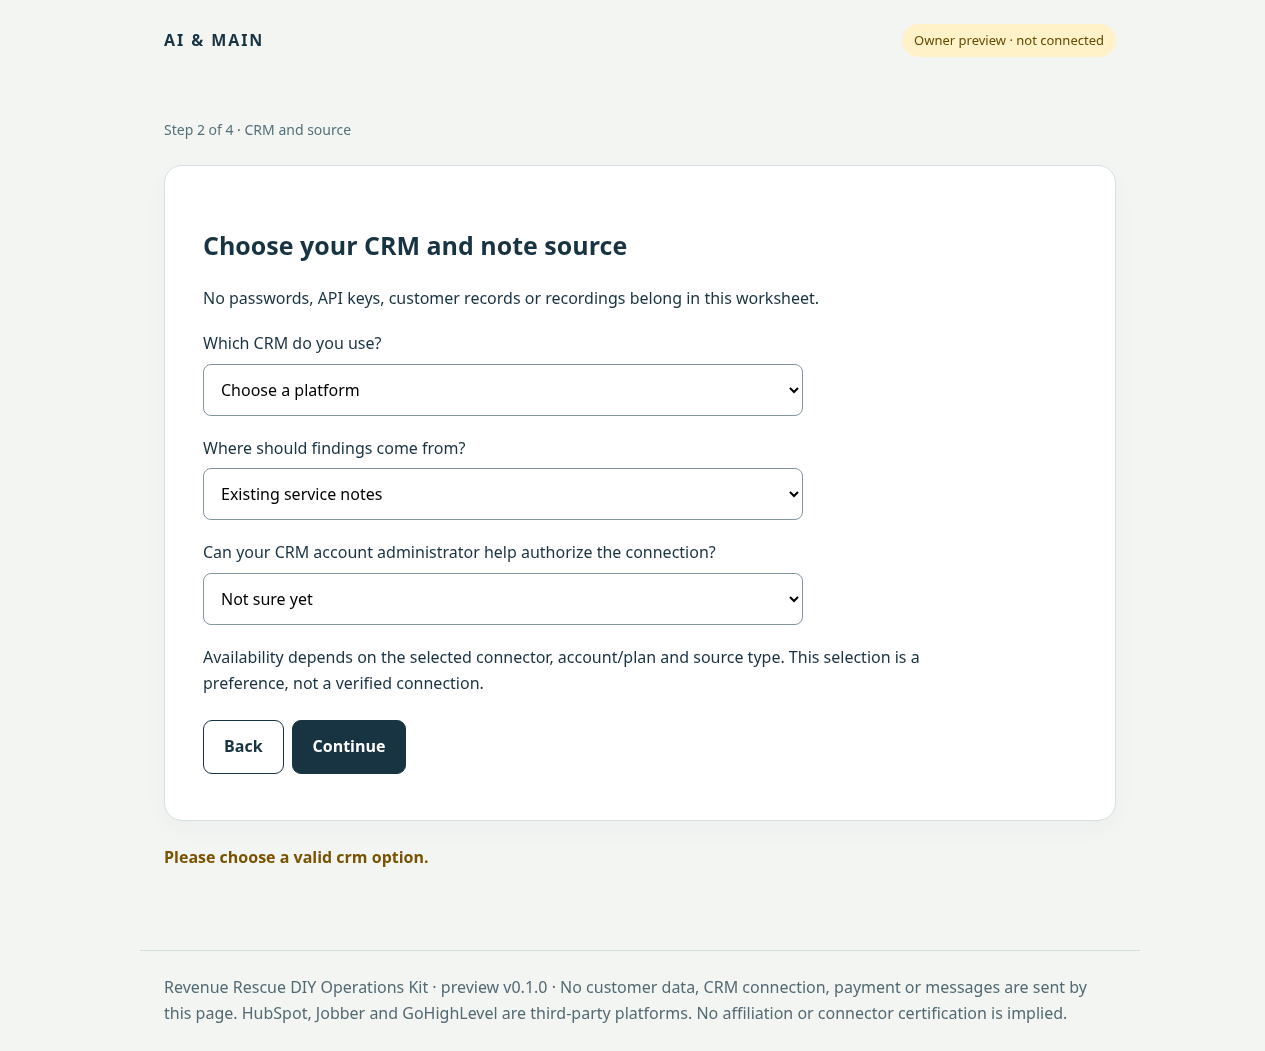 AI & MAIN
Owner preview · not connected
Step 2 of 4 · CRM and source
Choose your CRM and note source
No passwords, API keys, customer records or recordings belong in this worksheet.
Which CRM do you use?
Choose a platform
Where should findings come from?
Existing service notes
Can your CRM account administrator help authorize the connection?
Not sure yet
Availability depends on the selected connector, account/plan and source type. This selection is a
preference, not a verified connection.
Back
Continue
Please choose a valid crm option.
Revenue Rescue DIY Operations Kit · preview v0.1.0 · No customer data, CRM connection, payment or messages are sent by
this page. HubSpot, Jobber and GoHighLevel are third-party platforms. No affiliation or connector certification is implied.